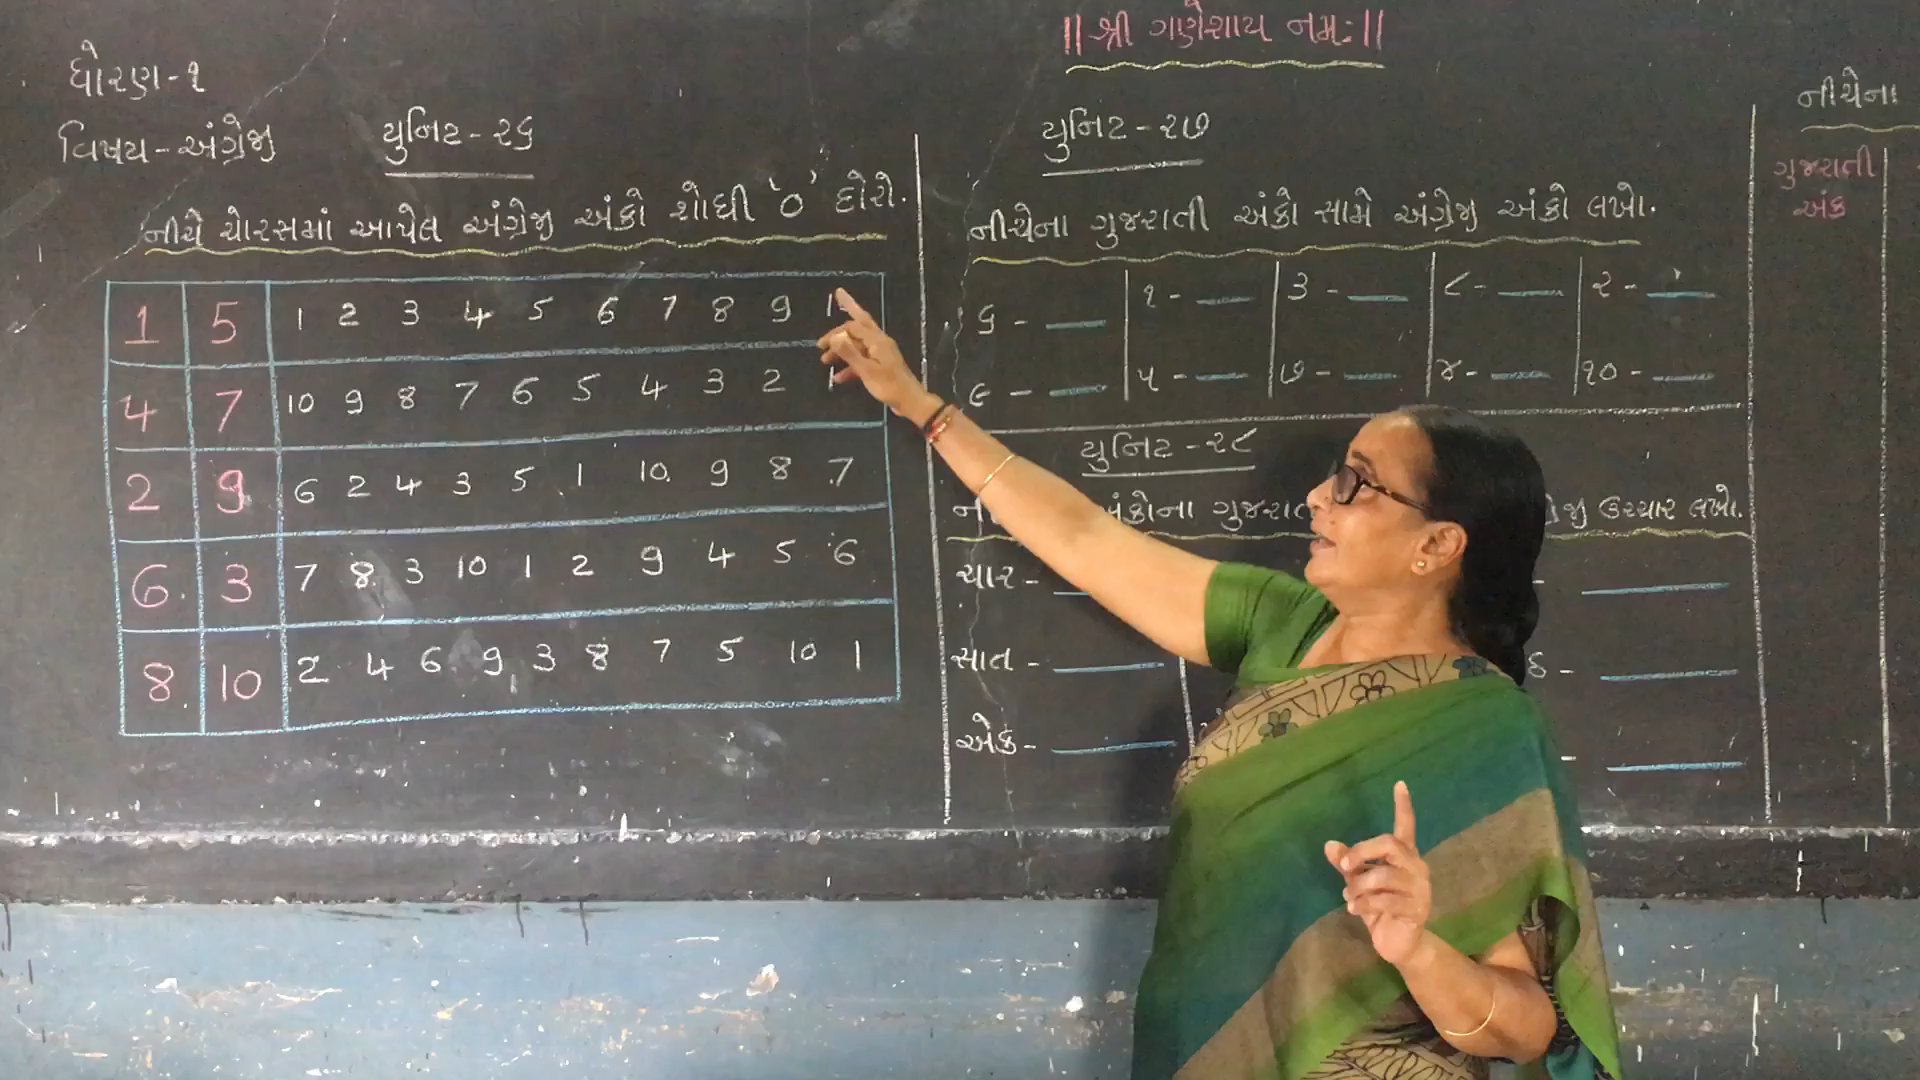 ॥ શ્રી ગણેશાય નમઃ ॥
ધોરણ-૧
વિષય-અંગ્રેજી
યુનિટ-૨૬
નીચે ચોરસમાં આપેલ અંગ્રેજી અંકો શોધી 'O' દોરો.
1 5 1 2 3 4 5 6 7 8 9
4 7 10 9 8 7 6 5 4 3 2 1
2 9 6 2 4 3 5 1 10 9 8 7
6 3 7 8 3 10 1 2 9 4 5 6
8 10 2 4 6 9 3 8 7 5 10 1
યુનિટ-૨૭
નીચેના ગુજરાતી અંકો સામે અંગ્રેજી અંકો લખો.
૬ - ૧ - ૩ - ૮ - ૨ -
૯ - ૫ - ૭ - ૪ - ૧૦ -
યુનિટ-૨૮
ઉચ્ચાર લખો.
ચાર -
સાત -
એક -
નીચેના
ગુજરાતી
અંક